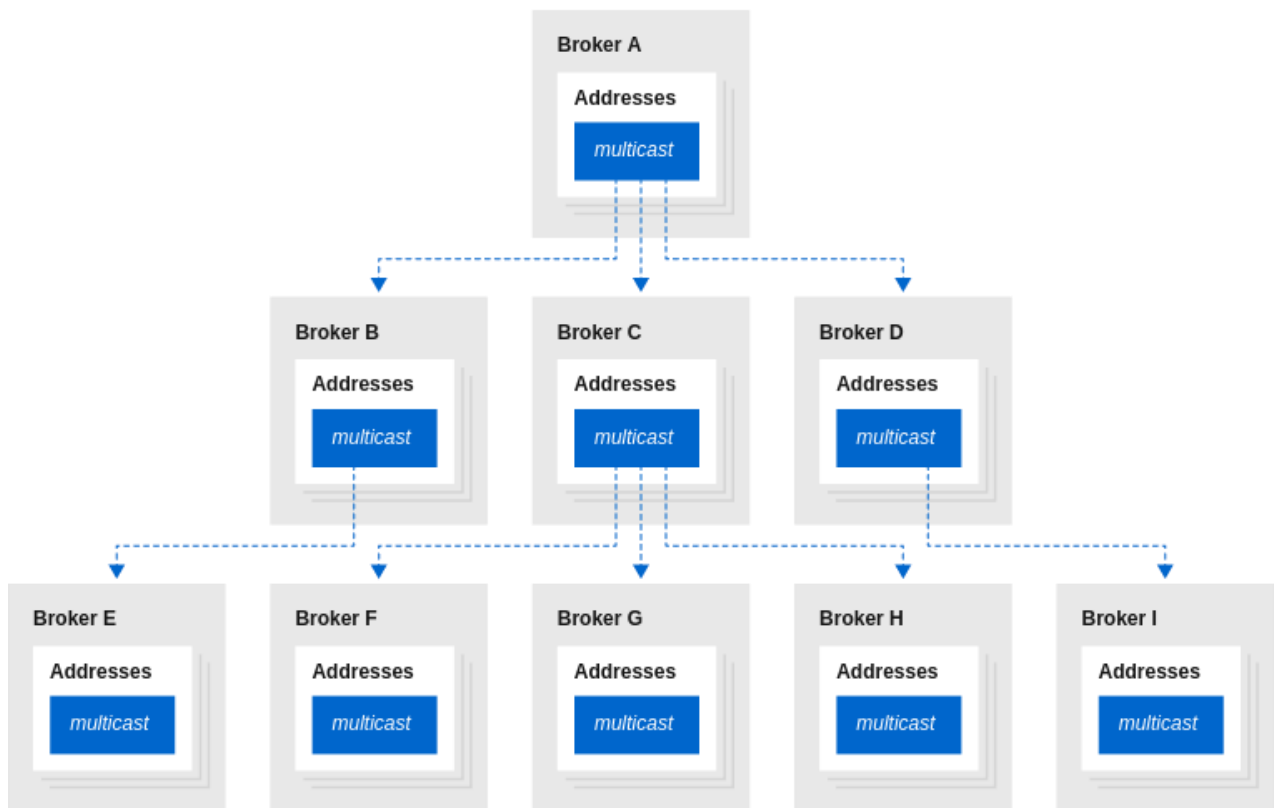 Broker A
Addresses
multicast
Broker B
Addresses
multicast
Broker C
Addresses
multicast
Broker D
Addresses
multicast
Broker E
Addresses
multicast
Broker F
Addresses
multicast
Broker G
Addresses
multicast
Broker H
Addresses
multicast
Broker I
Addresses
multicast